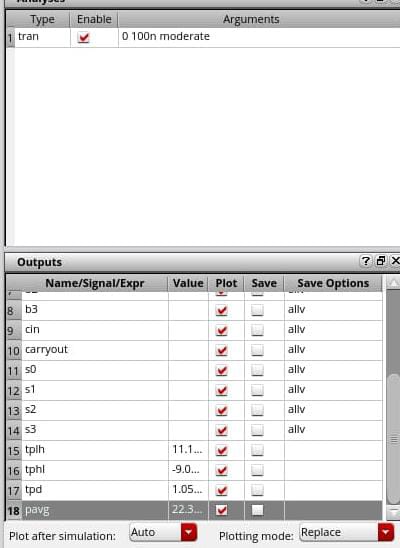 Analyses
Type Enable Arguments
1 tran 0 100n moderate
Outputs
Name/Signal/Expr Value Plot Save Save Options
8 b3 allv
9 cin allv
10 carryout allv
11 s0 allv
12 s1 allv
13 s2 allv
14 s3 allv
15 tplh 11.1...
16 tphl -9.0...
17 tpd 1.05...
18 pavg 22.3...
Plot after simulation: Auto Plotting mode: Replace